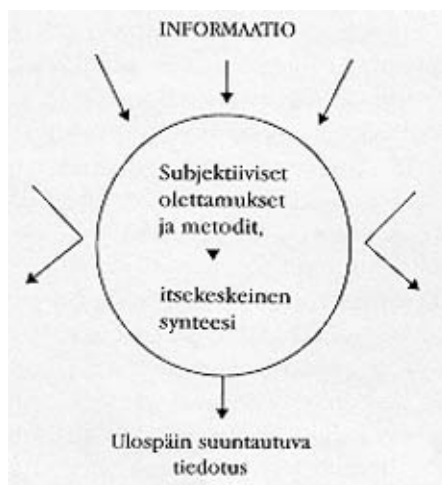 INFORMAATIO
Subjektiiviset
olettamukset
ja metodit,
itsekeskeinen
synteesi
Ulospäin suuntautuva
tiedotus